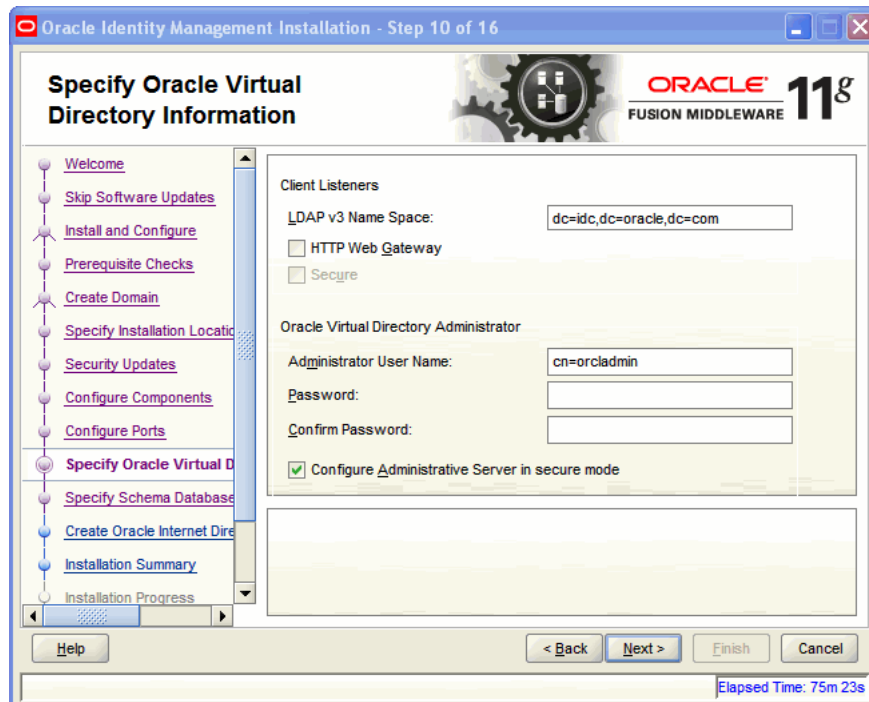 Oracle Identity Management Installation - Step 10 of 16
Specify Oracle Virtual
Directory Information
ORACLE
FUSION MIDDLEWARE
11g
Welcome
Skip Software Updates
Install and Configure
Prerequisite Checks
Create Domain
Specify Installation Locatic
Security Updates
Configure Components
Configure Ports
Specify Oracle Virtual D
Specify Schema Database
Create Oracle Internet Dire
Installation Summary
Installation Progress
Client Listeners
LDAP v3 Name Space: dc=idc,dc=oracle,dc=com
HTTP Web Gateway
Secure
Oracle Virtual Directory Administrator
Administrator User Name: cn=orcladmin
Password:
Confirm Password:
Configure Administrative Server in secure mode
Help < Back Next > Finish Cancel
Elapsed Time: 75m 23s